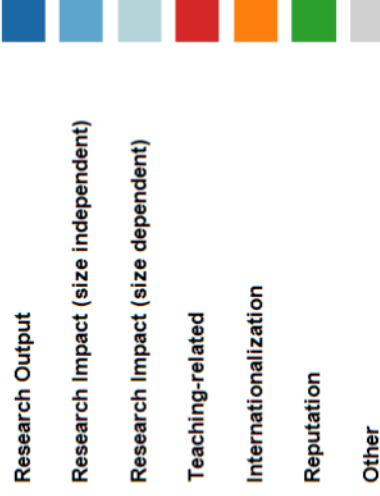 Research Output
Research Impact (size independent)
Research Impact (size dependent)
Teaching-related
Internationalization
Reputation
Other